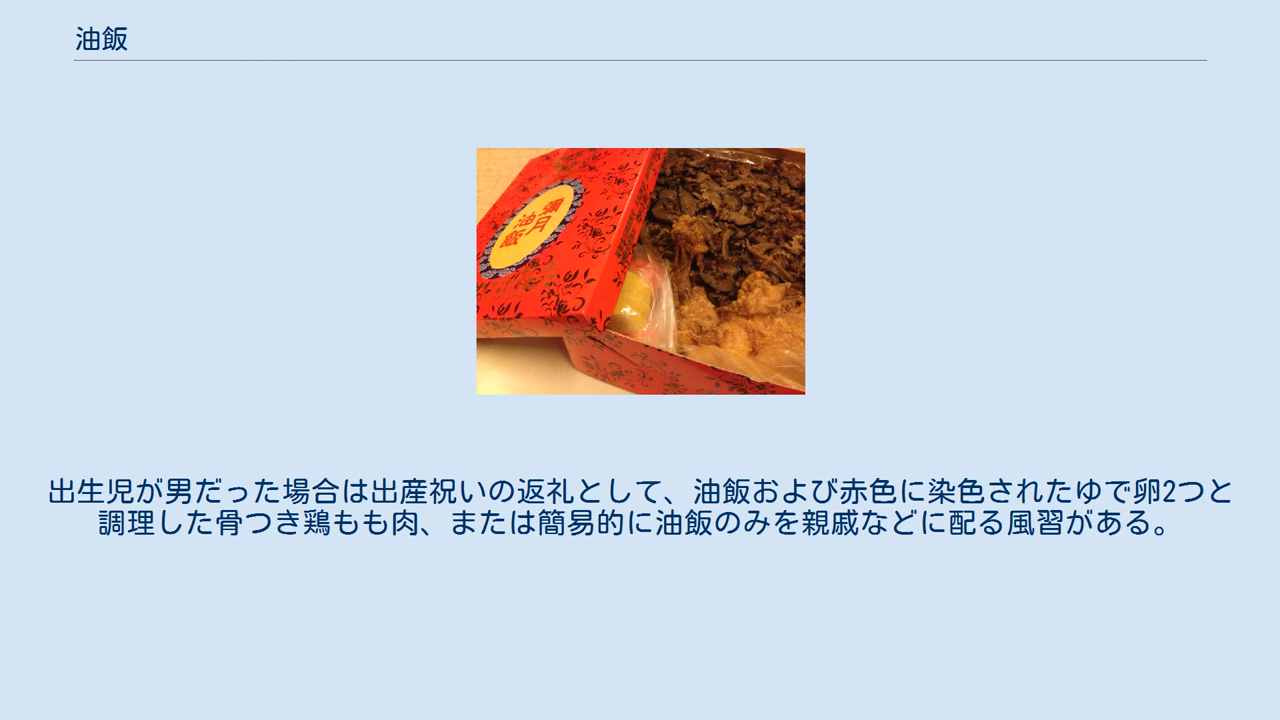 油飯
彌月
油飯
出生児が男だった場合は出産祝いの返礼として、油飯および赤色に染色されたゆで卵2つと
調理した骨つき鶏もも肉、または簡易的に油飯のみを親戚などに配る風習がある。